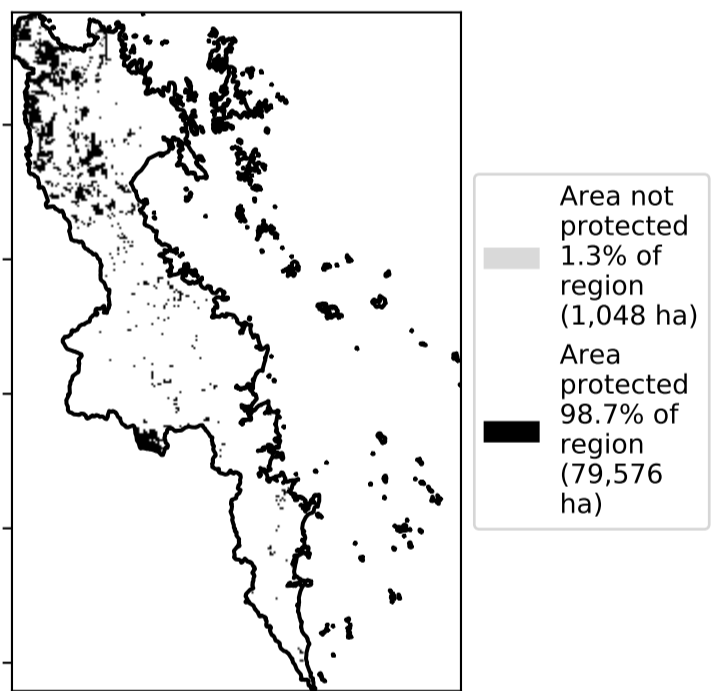 Area not
protected
1.3% of
region
(1,048 ha)
Area
protected
98.7% of
region
(79,576
ha)